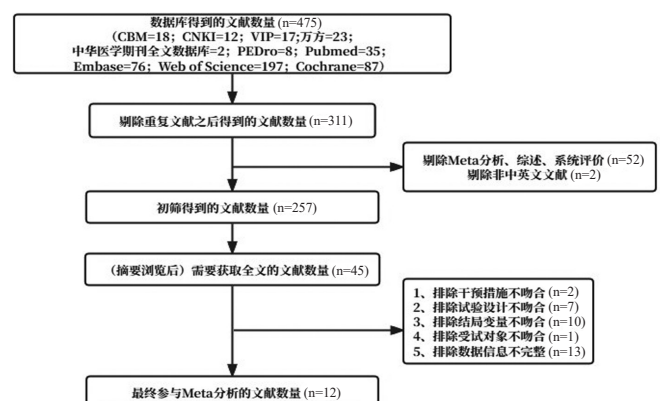 数据库得到的文献数量(n=475)
（CBM=18；CNKI=12；VIP=17;万方=23；
中华医学期刊全文数据库=2；PEDro=8；Pubmed=35；
Embase=76；Web of Science=197；Cochrane=87）
剔除重复文献之后得到的文献数量(n=311)
剔除Meta分析、综述、系统评价(n=52)
剔除非中英文文献(n=2)
初筛得到的文献数量(n=257)
（摘要浏览后）需要获取全文的文献数量(n=45)
1、排除干预措施不吻合(n=2)
2、排除试验设计不吻合(n=7)
3、排除结局变量不吻合(n=10)
4、排除受试对象不吻合(n=1)
5、排除数据信息不完整(n=13)
最终参与Meta分析的文献数量(n=12)